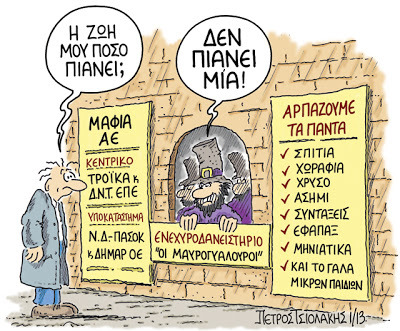 Η ΖΩΗ
ΜΟΥ ΠΟΣΟ
ΠΙΑΝΕΙ;
ΔΕΝ
ΠΙΑΝΕΙ
ΜΙΑ!
ΜΑΦΙΑ
ΑΕ
ΚΕΝΤΡΙΚΟ
ΤΡΟΪΚΑ κ
ΔΝΤ. ΕΠΕ
ΥΠΟΚΑΤΑΣΤΗΜΑ
Ν.Δ-ΠΑΣΟΚ
κ ΔΗΜΑΡ ΟΕ
ΕΝΕΧΥΡΟΔΑΝΕΙΣΤΗΡΙΟ
"ΟΙ ΜΑΥΡΟΓΥΑΛΟΥΡΟΙ"
ΑΡΠΑΖΟΥΜΕ
ΤΑ ΠΑΝΤΑ
✓ ΣΠΙΤΙΑ
✓ ΧΩΡΑΦΙΑ
✓ ΧΡΥΣΟ
✓ ΑΣΗΜΙ
✓ ΣΥΝΤΑΞΕΙΣ
✓ ΕΦΑΠΑΞ
✓ ΜΗΝΙΑΤΙΚΑ
✓ ΚΑΙ ΤΟ ΓΑΛΑ
ΜΙΚΡΩΝ ΠΑΙΔΙΩΝ
ΠΕΤΡΟΣ ΤΣΙΟΛΑΚΗΣ 1/13